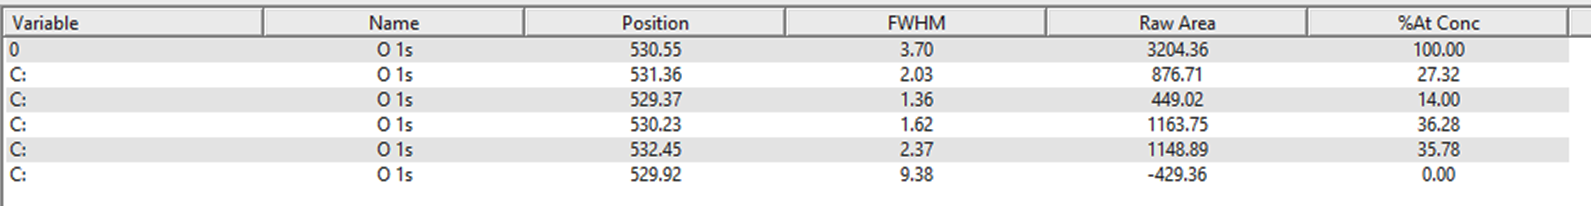 Variable Name Position FWHM Raw Area %At Conc
0 O 1s 530.55 3.70 3204.36 100.00
C: O 1s 531.36 2.03 876.71 27.32
C: O 1s 529.37 1.36 449.02 14.00
C: O 1s 530.23 1.62 1163.75 36.28
C: O 1s 532.45 2.37 1148.89 35.78
C: O 1s 529.92 9.38 -429.36 0.00